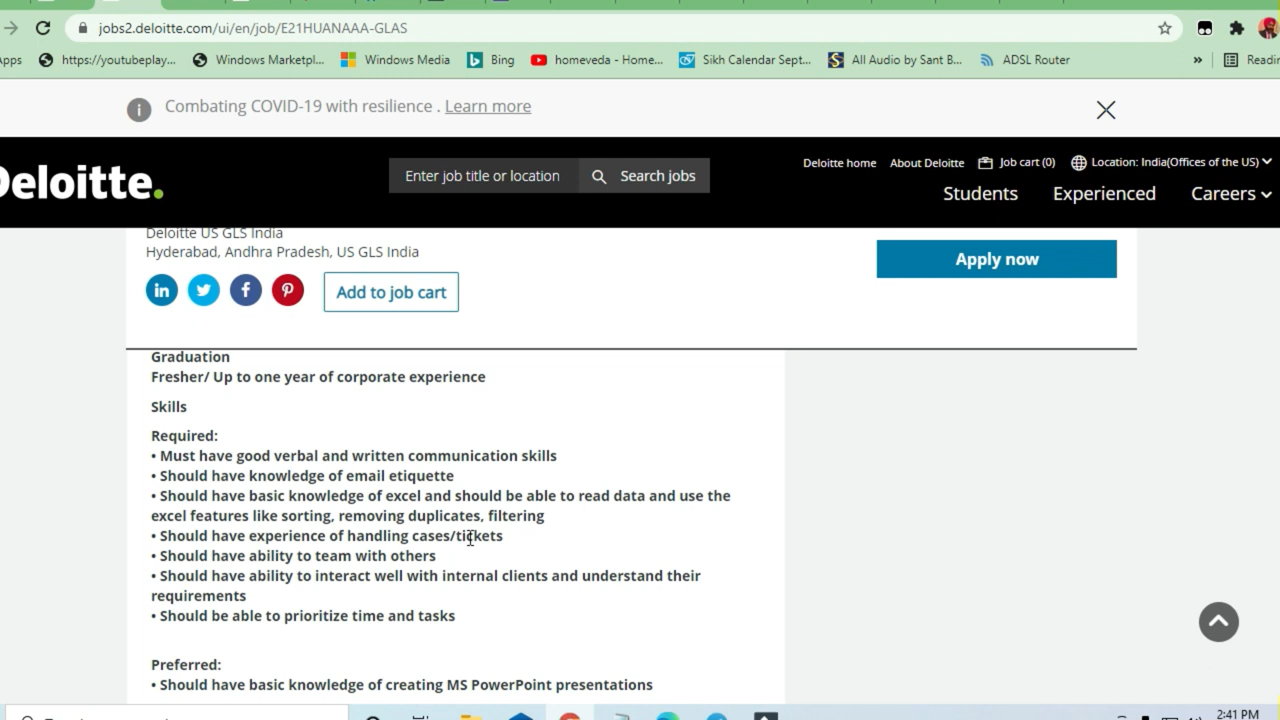 jobs2.deloitte.com/ui/en/job/E21HUANAAA-GLAS
pps https://youtubeplay... Windows Marketpl... Windows Media Bing homeveda - Home... Sikh Calendar Sept... All Audio by Sant B... ADSL Router » Readin
Combating COVID-19 with resilience . Learn more
Deloitte.
Enter job title or location Search jobs
Deloitte home About Deloitte Job cart (0) Location: India(Offices of the US)
Students Experienced Careers
Deloitte US GLS India
Hyderabad, Andhra Pradesh, US GLS India
Apply now
Add to job cart
Graduation
Fresher/ Up to one year of corporate experience
Skills
Required:
• Must have good verbal and written communication skills
• Should have knowledge of email etiquette
• Should have basic knowledge of excel and should be able to read data and use the
excel features like sorting, removing duplicates, filtering
• Should have experience of handling cases/tickets
• Should have ability to team with others
• Should have ability to interact well with internal clients and understand their
requirements
• Should be able to prioritize time and tasks
Preferred:
• Should have basic knowledge of creating MS PowerPoint presentations
2:41 PM